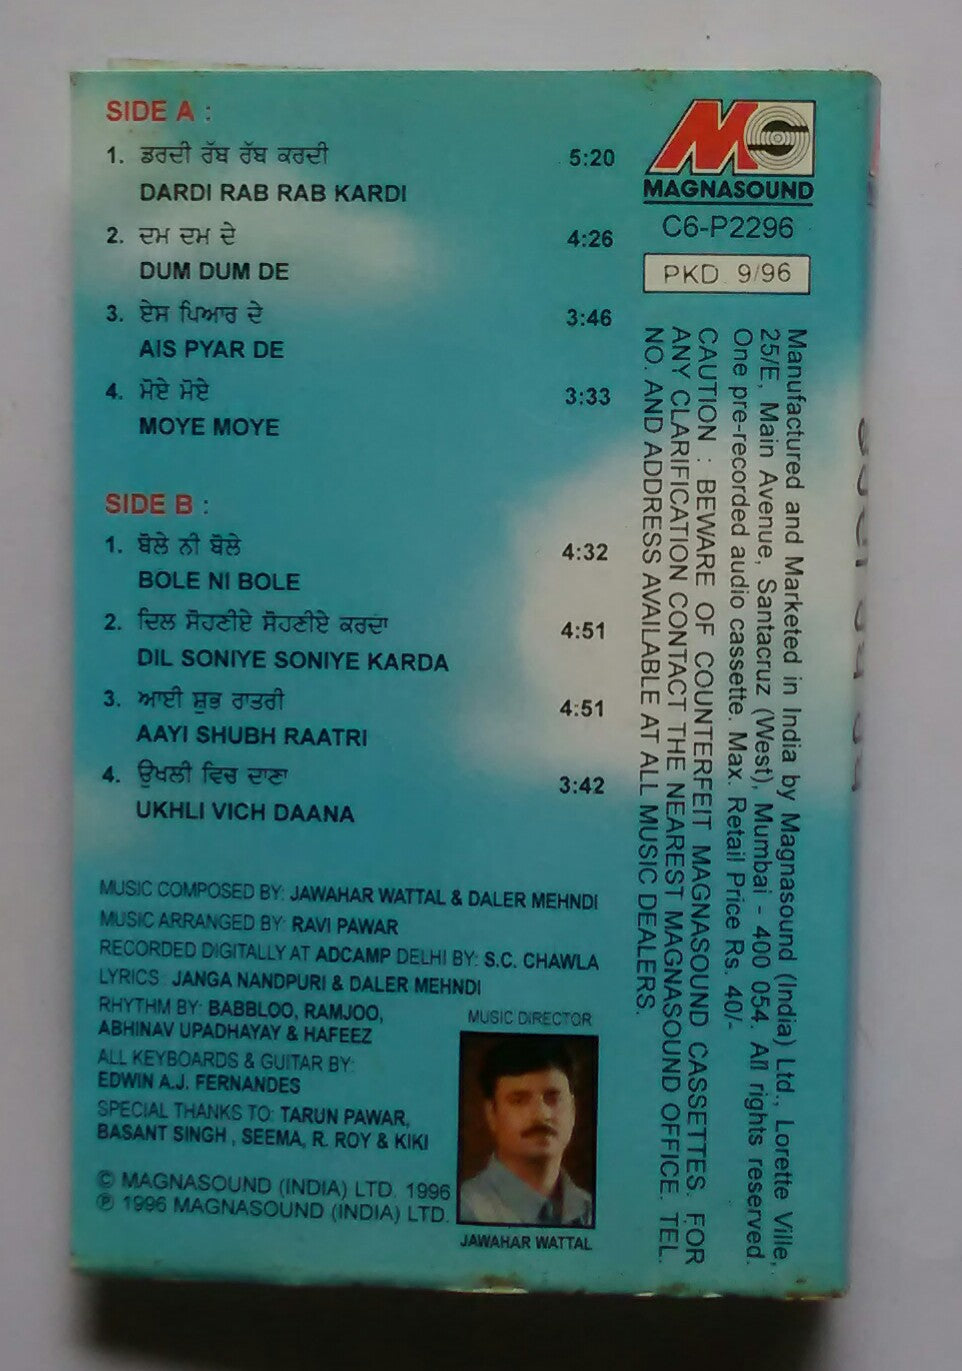 SIDE A :
1. ਡਰਦੀ ਰੱਬ ਰੱਬ ਕਰਦੀ 5:20
DARDI RAB RAB KARDI
2. ਦਮ ਦਮ ਦੇ 4:26
DUM DUM DE
3. ਏਸ ਪਿਆਰ ਦੇ 3:46
AIS PYAR DE
4. ਮੋਏ ਮੋਏ 3:33
MOYE MOYE
SIDE B :
1. ਬੋਲੇ ਨੀ ਬੋਲੇ 4:32
BOLE NI BOLE
2. ਦਿਲ ਸੋਹਣੀਏ ਸੋਹਣੀਏ ਕਰਦਾ 4:51
DIL SONIYE SONIYE KARDA
3. ਆਈ ਸ਼ੁਭ ਰਾਤਰੀ 4:51
AAYI SHUBH RAATRI
4. ਉਖਲੀ ਵਿਚ ਦਾਣਾ 3:42
UKHLI VICH DAANA
MUSIC COMPOSED BY: JAWAHAR WATTAL & DALER MEHNDI
MUSIC ARRANGED BY: RAVI PAWAR
RECORDED DIGITALLY AT ADCAMP DELHI BY: S.C. CHAWLA
LYRICS: JANGA NANDPURI & DALER MEHNDI
RHYTHM BY: BABBLOO, RAMJOO,
ABHINAV UPADHAYAY & HAFEEZ
ALL KEYBOARDS & GUITAR BY:
EDWIN A.J. FERNANDES
SPECIAL THANKS TO: TARUN PAWAR,
BASANT SINGH , SEEMA, R. ROY & KIKI
© MAGNASOUND (INDIA) LTD. 1996
℗ 1996 MAGNASOUND (INDIA) LTD.
MUSIC DIRECTOR
JAWAHAR WATTAL
MAGNASOUND
C6-P2296
PKD 9/96
Manufactured and Marketed in India by Magnasound (India) Ltd., Lorette Ville,
25/E, Main Avenue, Santacruz (West), Mumbai - 400 054. All rights reserved.
One pre-recorded audio cassette. Max. Retail Price Rs. 40/-
CAUTION : BEWARE OF COUNTERFEIT MAGNASOUND CASSETTES. FOR
ANY CLARIFICATION CONTACT THE NEAREST MAGNASOUND OFFICE. TEL.
NO. AND ADDRESS AVAILABLE AT ALL MUSIC DEALERS.